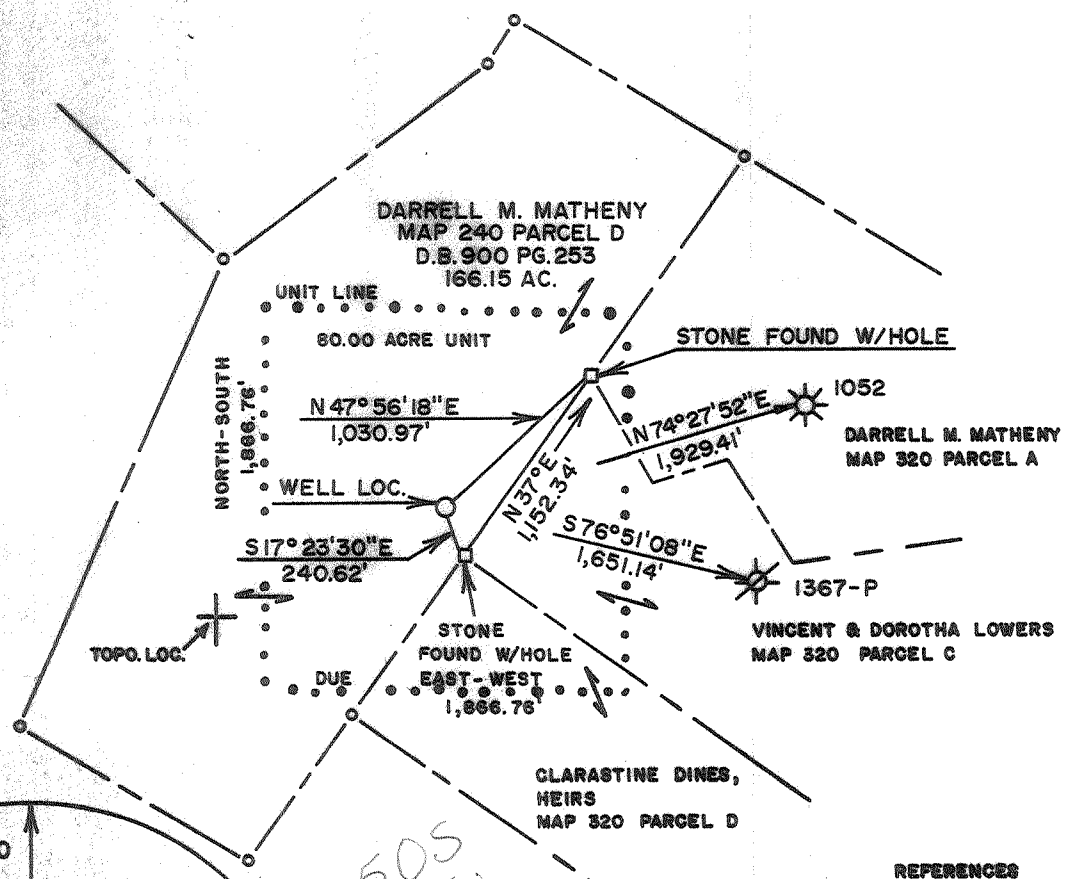 DARRELL M. MATHENY
MAP 240 PARCEL D
D.B. 900 PG. 253
166.15 AC.
UNIT LINE
80.00 ACRE UNIT
STONE FOUND W/HOLE
NORTH-SOUTH
1,866.76'
N 47° 56' 18" E
1,030.97'
1052
N 74° 27' 52" E
1,929.41'
DARRELL M. MATHENY
MAP 320 PARCEL A
WELL LOC.
N 37° E
1,152.34'
S 17° 23' 30" E
240.62'
S 76° 51' 08" E
1,651.14'
1367-P
TOPO. LOC.
STONE
FOUND W/HOLE
VINCENT & DOROTHA LOWERS
MAP 320 PARCEL C
DUE
EAST-WEST
1,866.76'
CLARASTINE DINES,
HEIRS
MAP 320 PARCEL D
505
0
REFERENCES